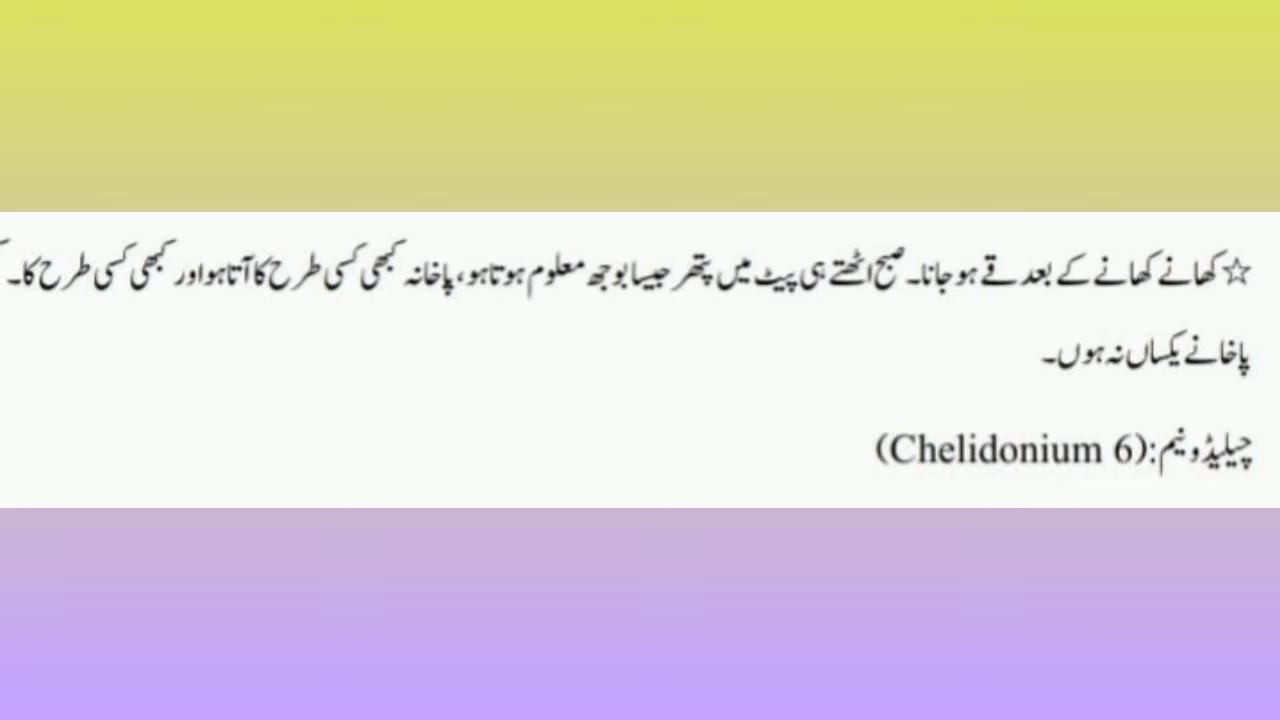 ☆ کھانے کھانے کے بعد قے ہو جانا۔ صبح اٹھتے ہی پیٹ میں پتھر جیسا بوجھ معلوم ہوتا ہو، پاخانہ کبھی کسی طرح کا آتا ہو اور کبھی کسی طرح کا۔
پاخانے یکساں نہ ہوں۔
چیلیڈونیم:(Chelidonium 6)